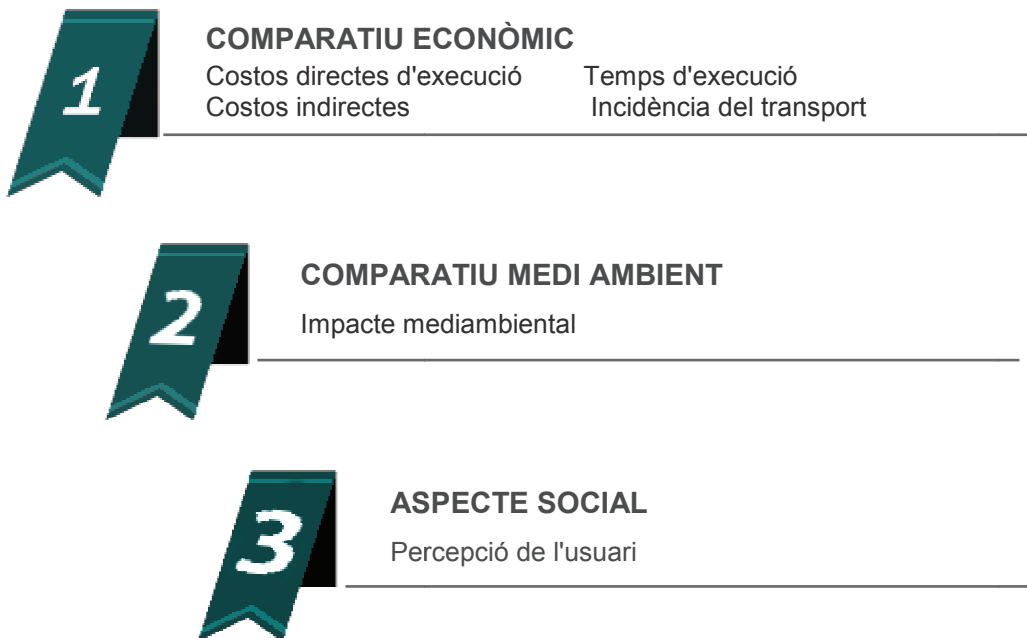 1
COMPARATIU ECONÒMIC
Costos directes d'execució Temps d'execució
Costos indirectes Incidència del transport
2
COMPARATIU MEDI AMBIENT
Impacte mediambiental
3
ASPECTE SOCIAL
Percepció de l'usuari